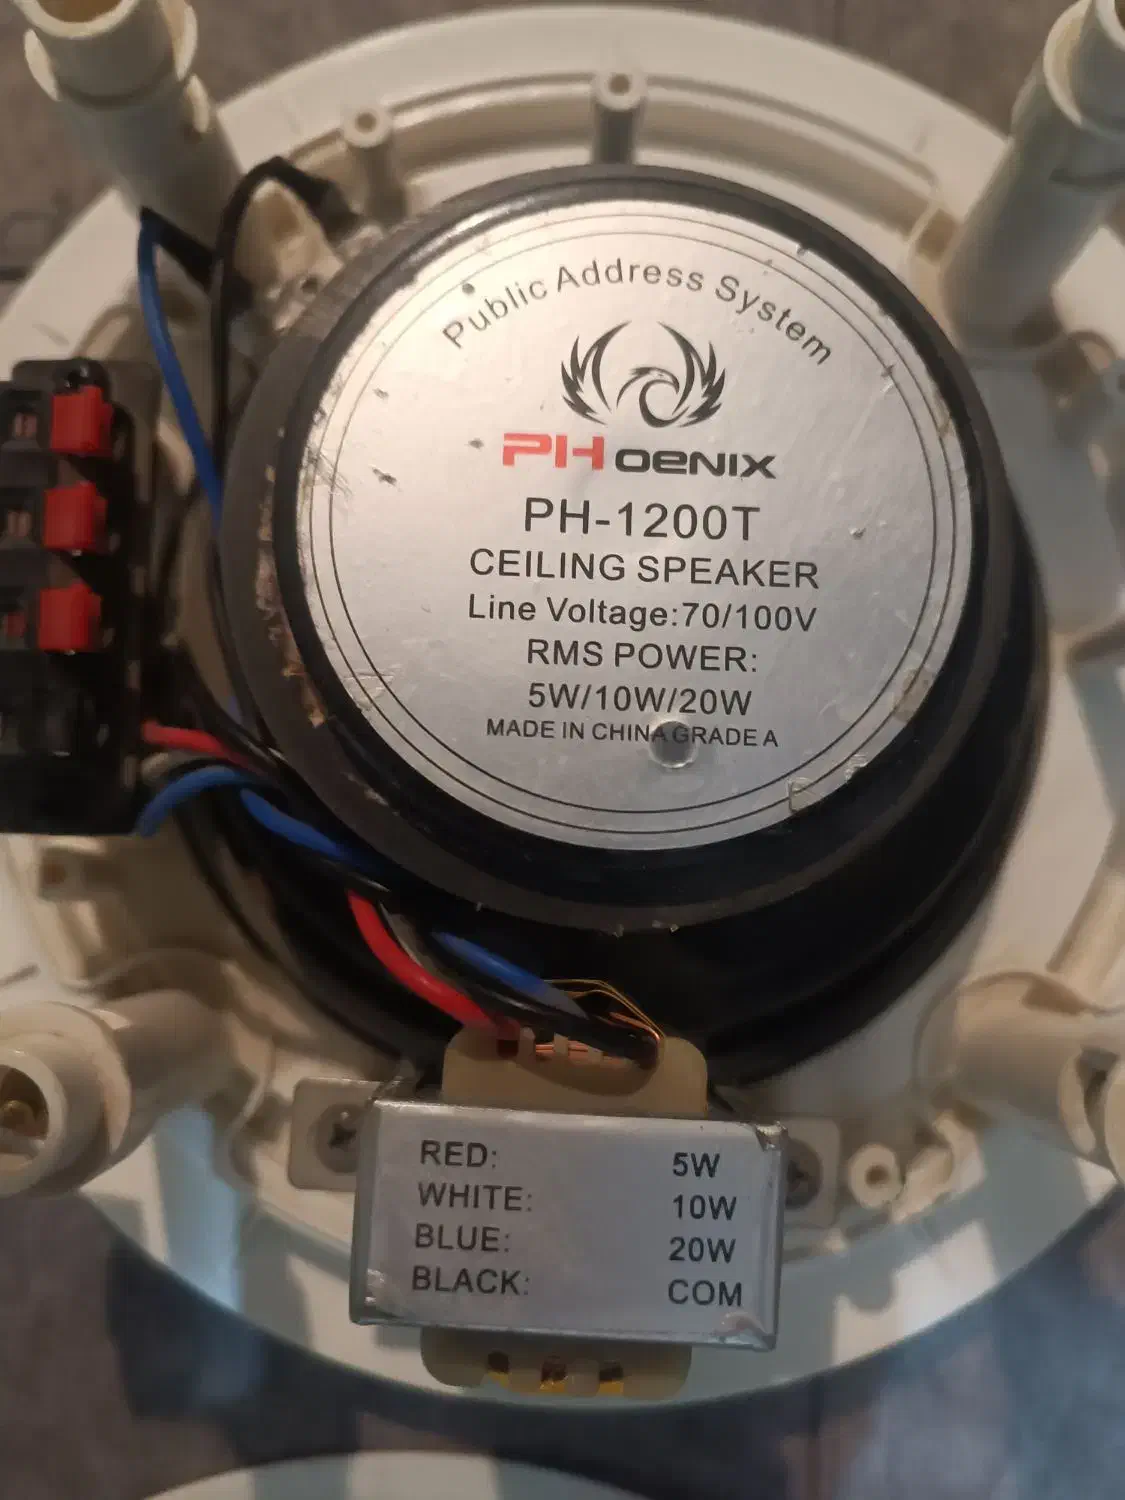 Public Address System
PHOENIX
PH-1200T
CEILING SPEAKER
Line Voltage:70/100V
RMS POWER:
5W/10W/20W
MADE IN CHINA GRADE A
RED: 5W
WHITE: 10W
BLUE: 20W
BLACK: COM